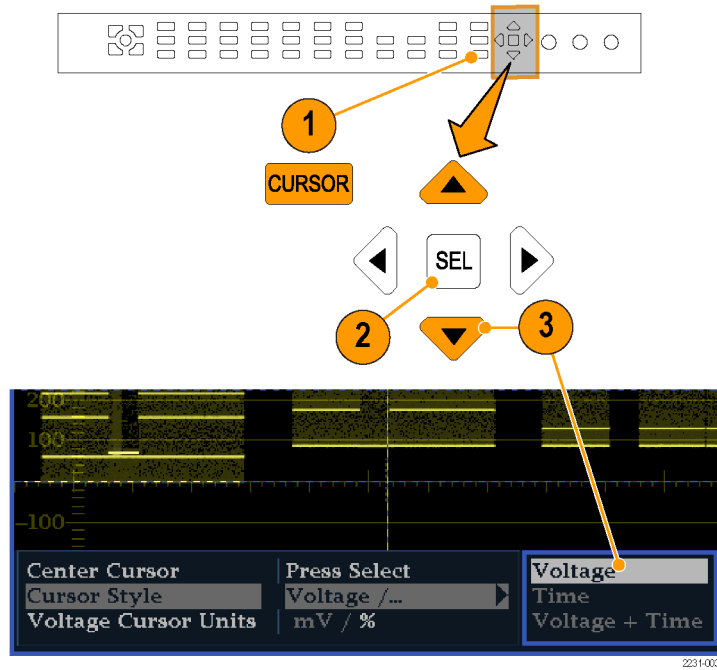 1
CURSOR
SEL
2
3
200
100
-100
Center Cursor
Cursor Style
Voltage Cursor Units
Press Select
Voltage /...
mV / %
Voltage
Time
Voltage + Time